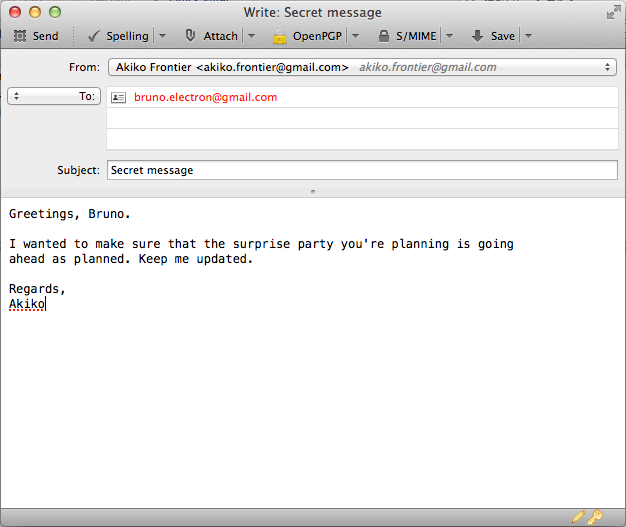 Write: Secret message
Send Spelling Attach OpenPGP S/MIME Save
From: Akiko Frontier <akiko.frontier@gmail.com> akiko.frontier@gmail.com
To: bruno.electron@gmail.com
Subject: Secret message
Greetings, Bruno.
I wanted to make sure that the surprise party you're planning is going
ahead as planned. Keep me updated.
Regards,
Akiko